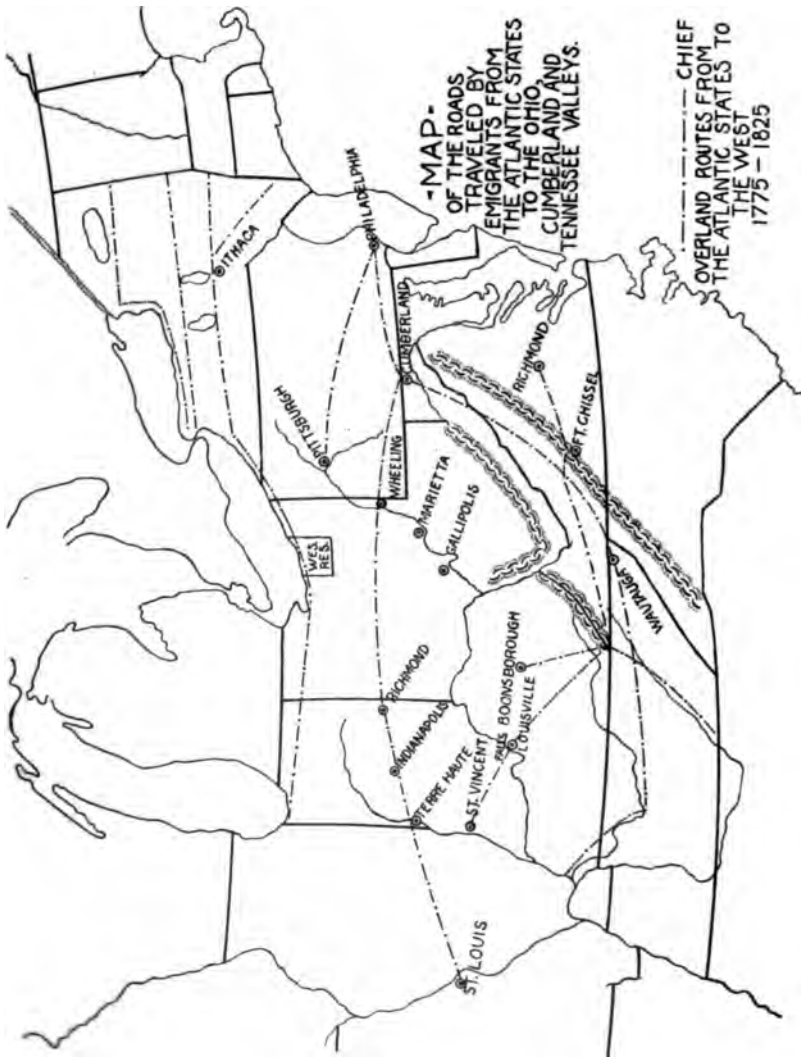 -MAP-
OF THE ROADS
TRAVELED BY
EMIGRANTS FROM
THE ATLANTIC STATES
TO THE OHIO,
CUMBERLAND AND
TENNESSEE VALLEYS.
CHIEF
OVERLAND ROUTES FROM
THE ATLANTIC STATES TO
THE WEST
1775-1825
ITHACA
PHILADELPHIA
CUMBERLAND
PITTSBURGH
WHEELING
MARIETTA
GALLIPOLIS
WES.
RES.
RICHMOND
FT. CHISSEL
WAUTAUGA
RICHMOND
INDIANAPOLIS
TERRE HAUTE
ST. VINCENT
FALLS
BOONSBOROUGH
LOUISVILLE
ST. LOUIS